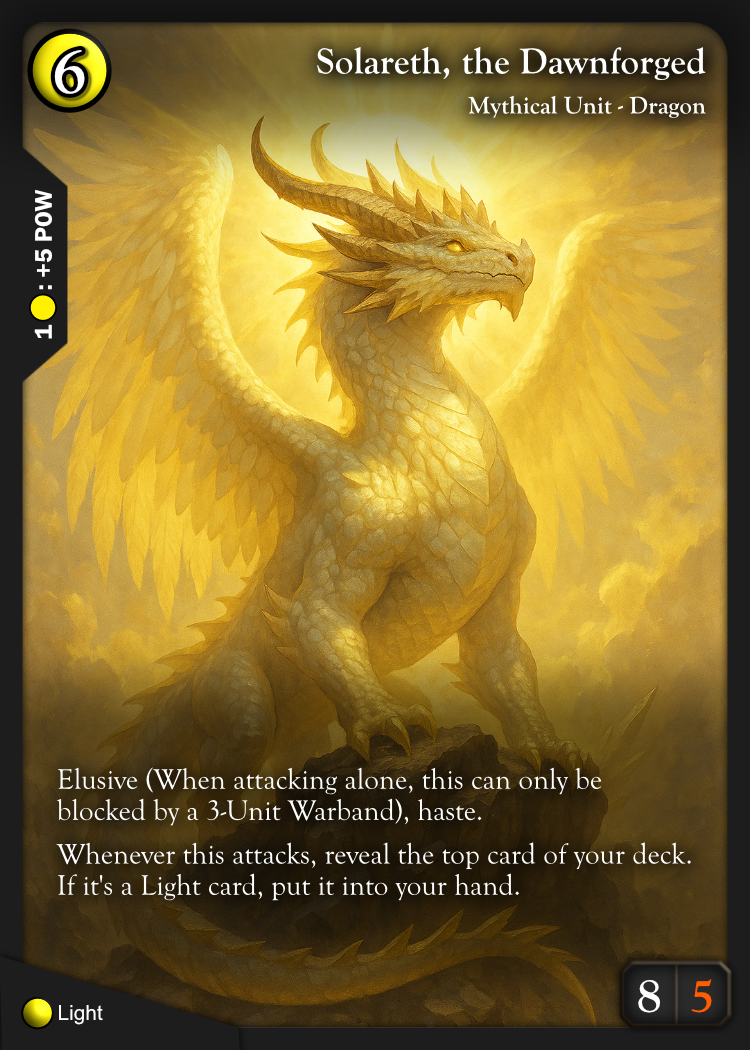 6
Solareth, the Dawnforged
Mythical Unit - Dragon
1 : +5 POW
Elusive (When attacking alone, this can only be
blocked by a 3-Unit Warband), haste.
Whenever this attacks, reveal the top card of your deck.
If it's a Light card, put it into your hand.
Light
8 5